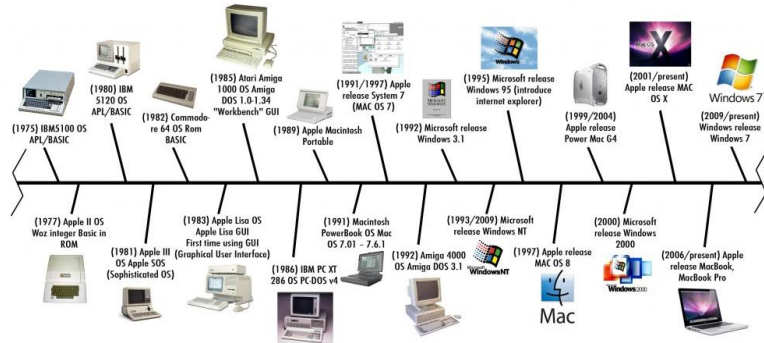 (1975) IBM5100 OS
APL/BASIC
(1980) IBM
5120 OS
APL/BASIC
(1982) Commodo-
re 64 OS Rom
BASIC
(1985) Atari Amiga
1000 OS Amiga
DOS 1.0-1.34
"Workbench" GUI
(1989) Apple Macintosh
Portable
(1991/1997) Apple
release System 7
(MAC OS 7)
(1992) Microsoft release
Windows 3.1
Windows
(1995) Microsoft release
Windows 95 (introduce
internet explorer)
(1999/2004)
Apple release
Power Mac G4
Mac OS X
(2001/present)
Apple release MAC
OS X
Windows 7
(2009/present)
Windows release
Windows 7
(1977) Apple II OS
Woz integer Basic in
ROM
(1981) Apple III
OS Apple SOS
(Sophisticated OS)
(1983) Apple Lisa OS
Apple Lisa GUI
First time using GUI
(Graphical User Interface)
(1986) IBM PC XT
286 OS PC-DOS v4
(1991) Macintosh
PowerBook OS Mac
OS 7.01 – 7.6.1
(1992) Amiga 4000
OS Amiga DOS 3.1
(1993/2009) Microsoft
release Windows NT
WindowsNT
(1997) Apple release
MAC OS 8
Mac
(2000) Microsoft
release Windows
2000
Windows 2000
(2006/present) Apple
release MacBook,
MacBook Pro